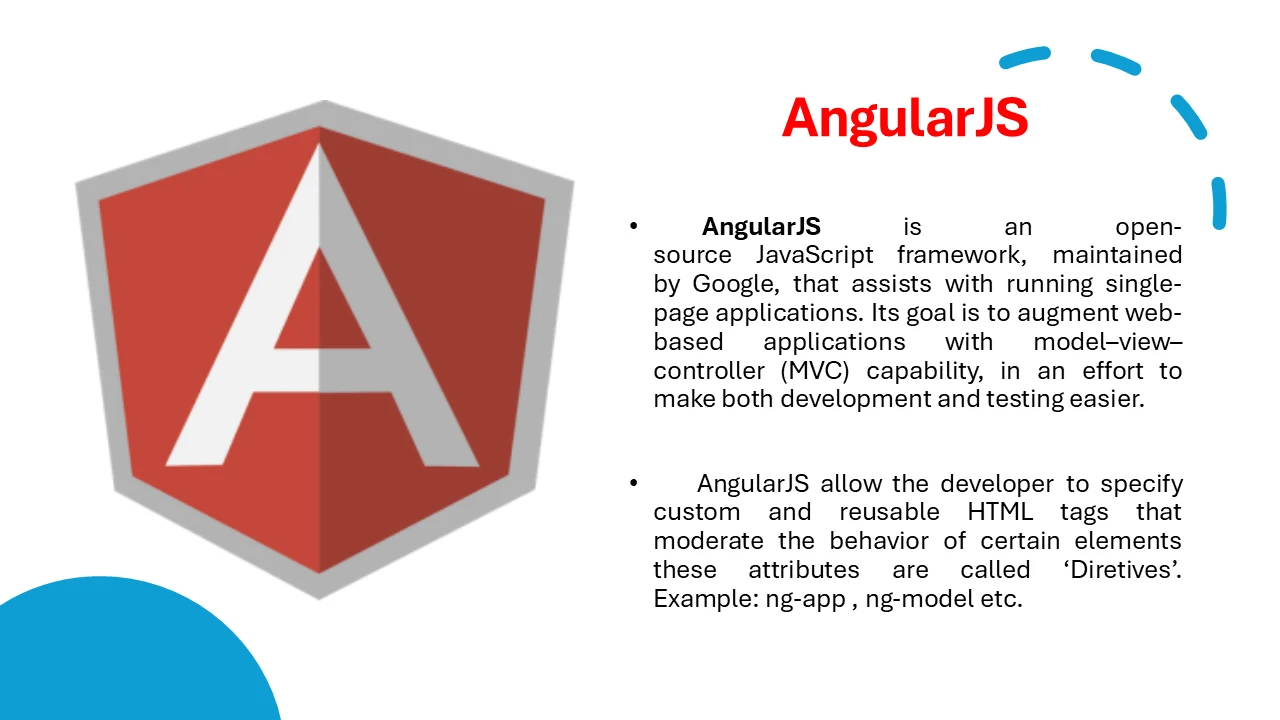 AngularJS
• AngularJS is an open-
source JavaScript framework, maintained
by Google, that assists with running single-
page applications. Its goal is to augment web-
based applications with model–view–
controller (MVC) capability, in an effort to
make both development and testing easier.
• AngularJS allow the developer to specify
custom and reusable HTML tags that
moderate the behavior of certain elements
these attributes are called ‘Diretives’.
Example: ng-app , ng-model etc.